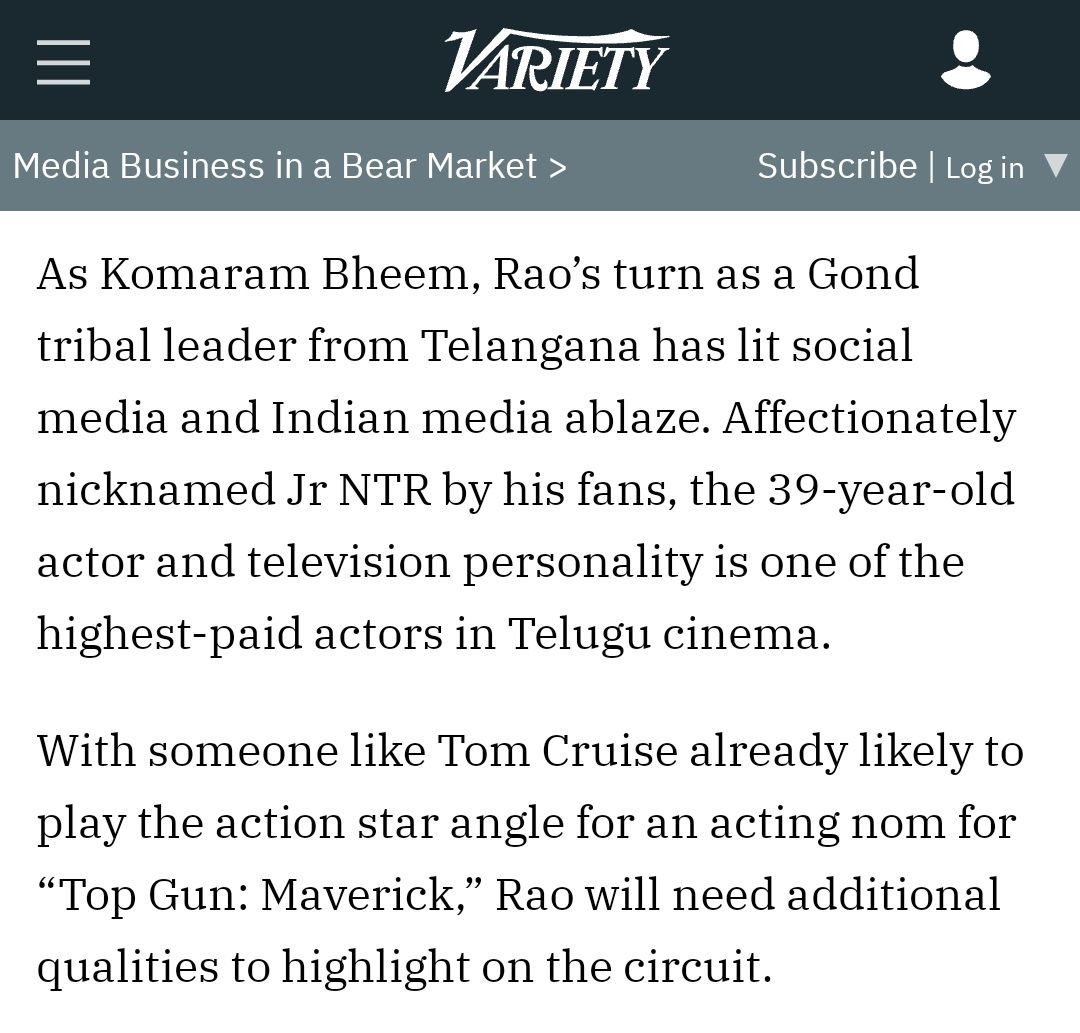 VARIETY
Media Business in a Bear Market >
Subscribe | Log in ▼
As Komaram Bheem, Rao’s turn as a Gond
tribal leader from Telangana has lit social
media and Indian media ablaze. Affectionately
nicknamed Jr NTR by his fans, the 39-year-old
actor and television personality is one of the
highest-paid actors in Telugu cinema.
With someone like Tom Cruise already likely to
play the action star angle for an acting nom for
“Top Gun: Maverick,” Rao will need additional
qualities to highlight on the circuit.